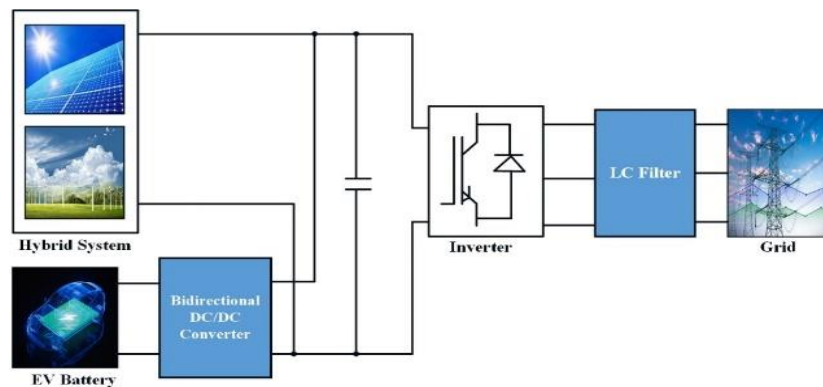 Hybrid System
Bidirectional
DC/DC
Converter
EV Battery
Inverter
LC Filter
Grid